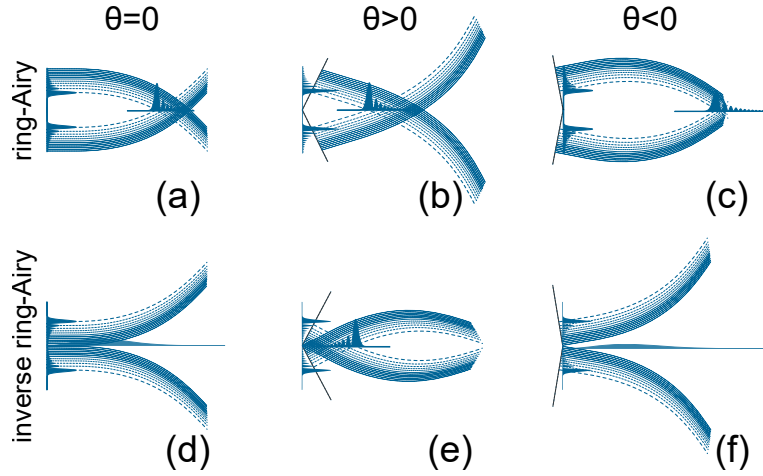 θ=0 θ>0 θ<0
ring-Airy
(a) (b) (c)
inverse ring-Airy
(d) (e) (f)